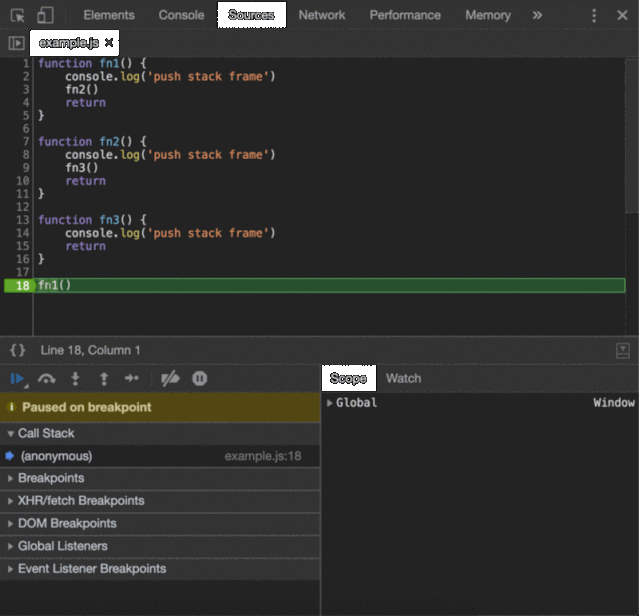 Elements Console Sources Network Performance Memory »
example.js ×
1 function fn1() {
2 console.log('push stack frame')
3 fn2()
4 return
5 }
6
7 function fn2() {
8 console.log('push stack frame')
9 fn3()
10 return
11 }
12
13 function fn3() {
14 console.log('push stack frame')
15 return
16 }
17
18 fn1()
{} Line 18, Column 1
Scope Watch
Paused on breakpoint
Global Window
Call Stack
(anonymous) example.js:18
Breakpoints
XHR/fetch Breakpoints
DOM Breakpoints
Global Listeners
Event Listener Breakpoints